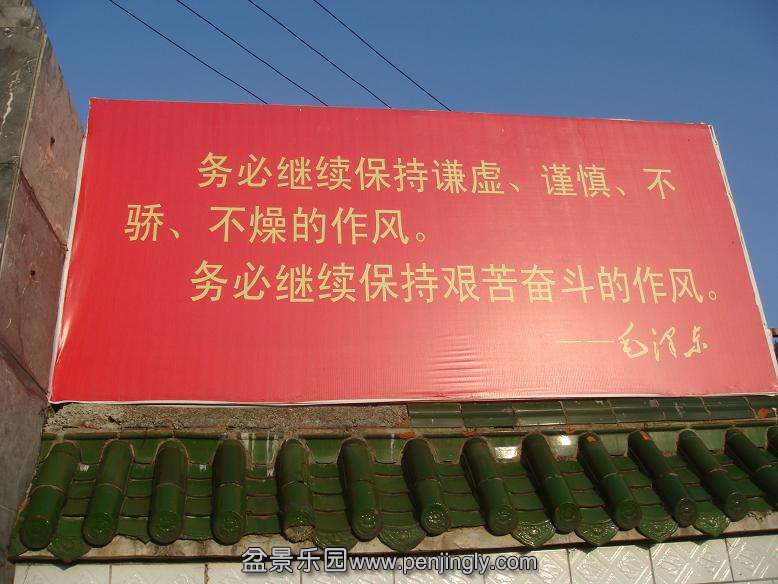 务必继续保持谦虚、谨慎、不
骄、不燥的作风。
务必继续保持艰苦奋斗的作风。
——毛泽东
盆景乐园www.penjingly.com